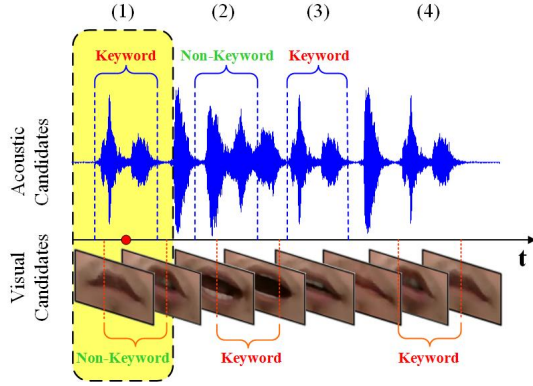 (1) (2) (3) (4)
Keyword Non-Keyword Keyword
Acoustic
Candidates
t
Visual
Candidates
Non-Keyword Keyword Keyword